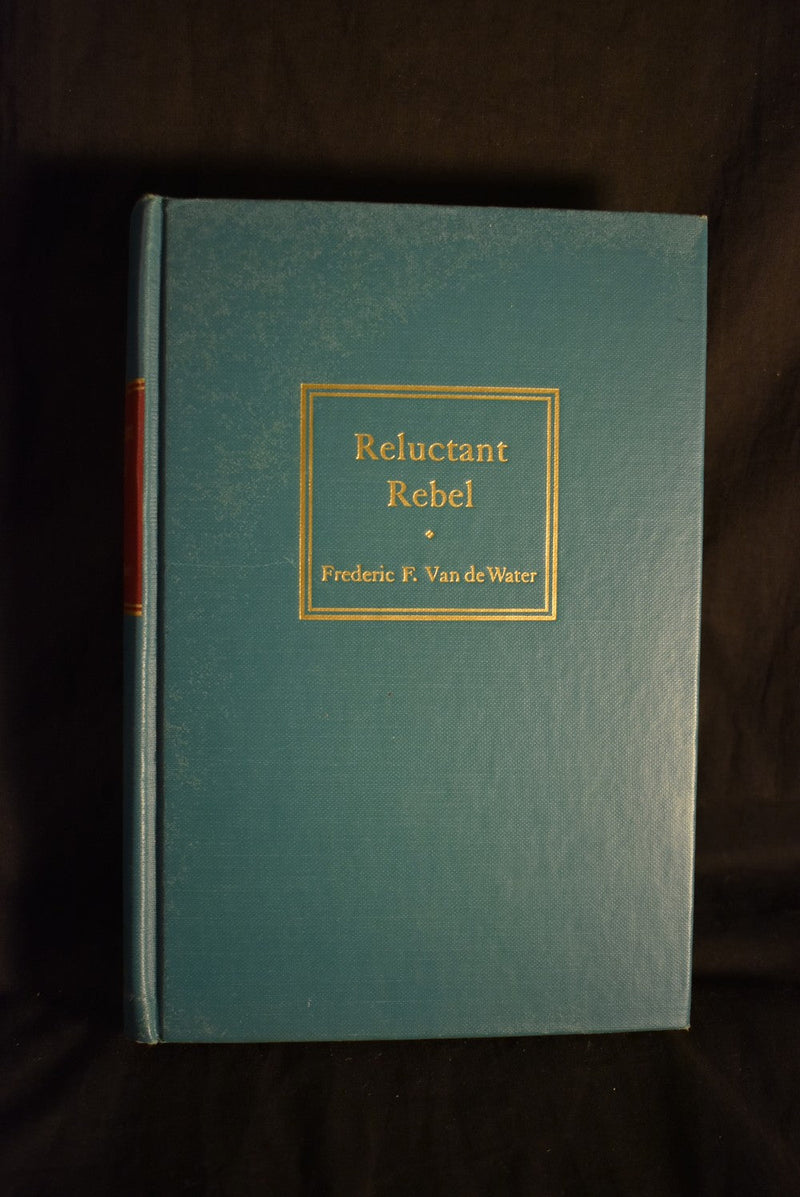 Reluctant
Rebel
Frederic F. Van de Water